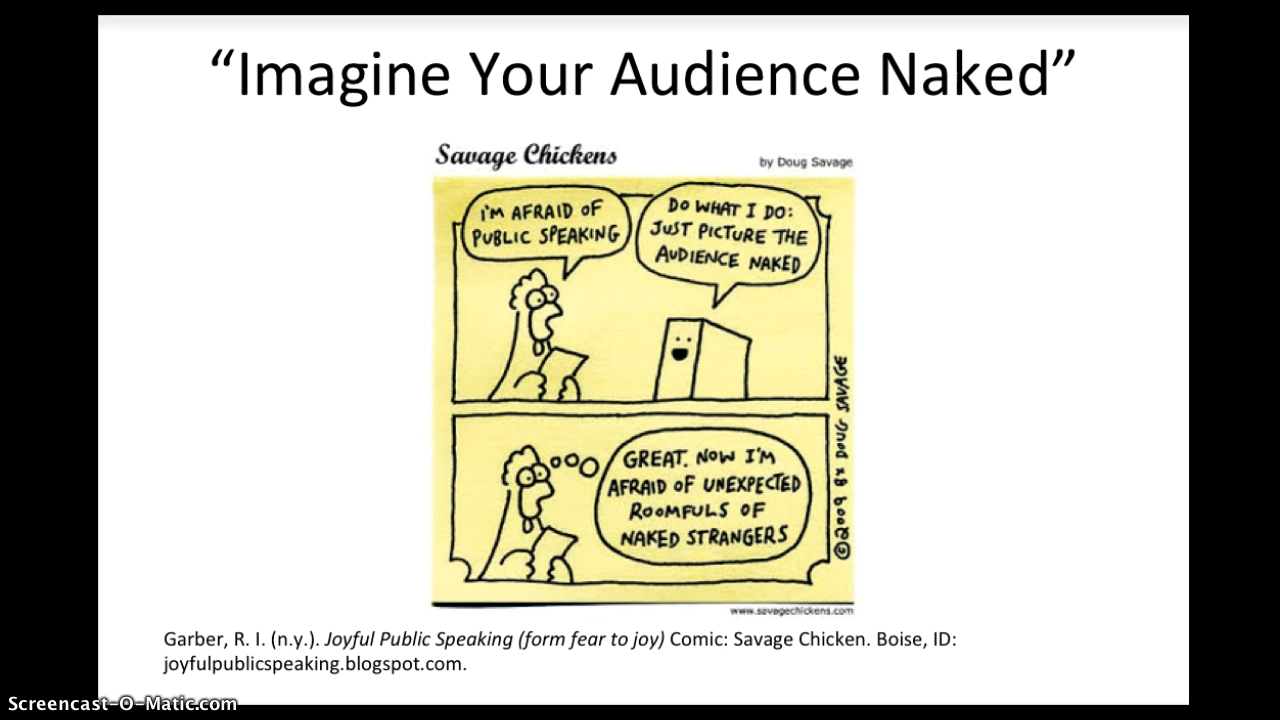 “Imagine Your Audience Naked”
Savage Chickens
by Doug Savage
I'M AFRAID OF
PUBLIC SPEAKING
DO WHAT I DO:
JUST PICTURE THE
AUDIENCE NAKED
GREAT. NOW I'M
AFRAID OF UNEXPECTED
ROOMFULS OF
NAKED STRANGERS
©2009 BY DOUG SAVAGE
www.savagechickens.com
Garber, R. I. (n.y.). Joyful Public Speaking (form fear to joy) Comic: Savage Chicken. Boise, ID:
joyfulpublicspeaking.blogspot.com.
Screencast-O-Matic.com